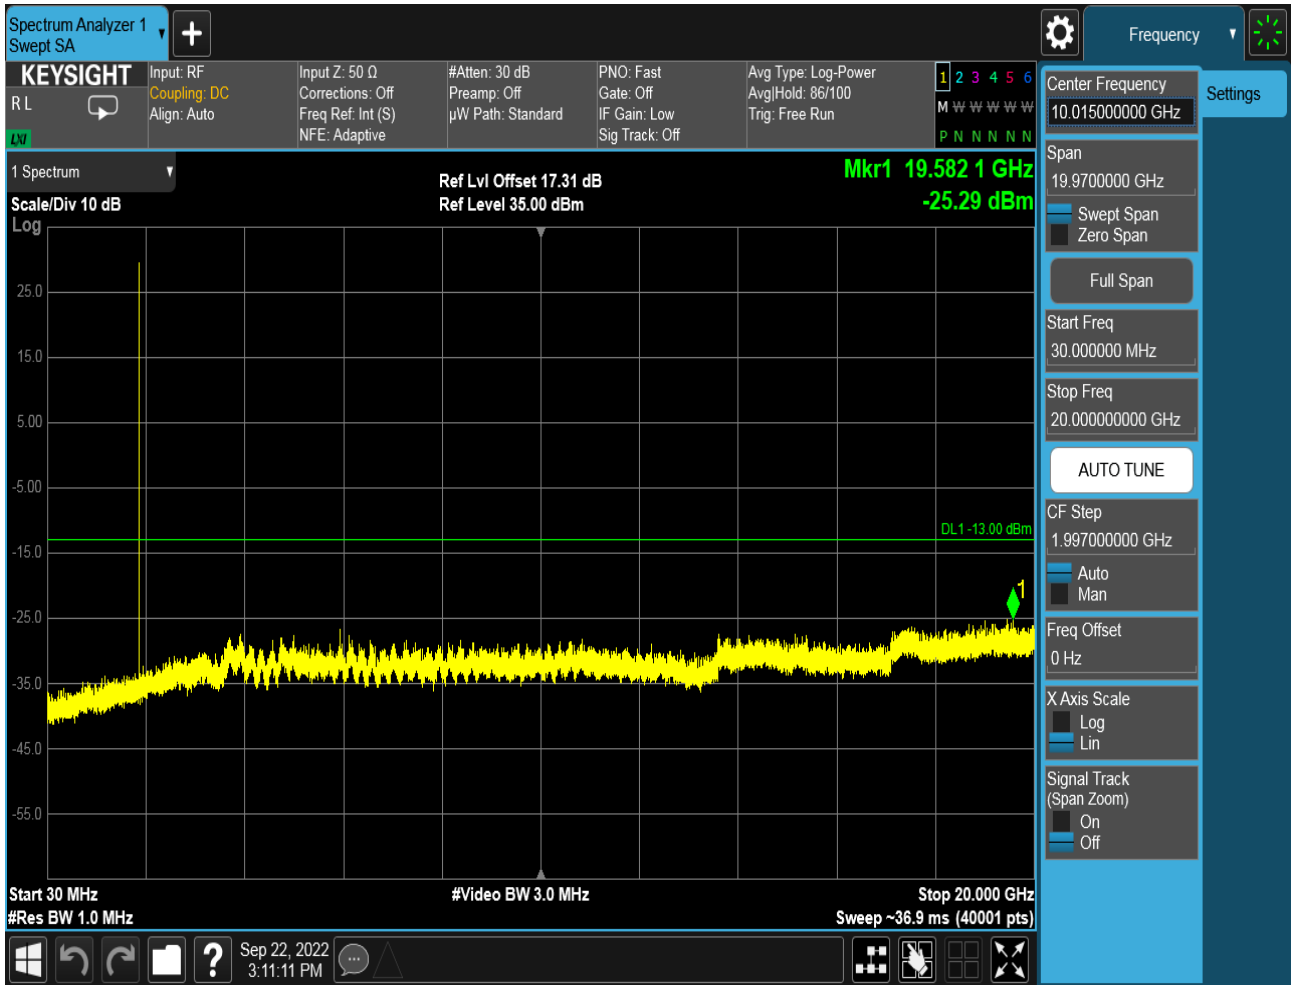 Spectrum Analyzer 1
Swept SA
+
Frequency
KEYSIGHT
R L
LXI
Input: RF
Coupling: DC
Align: Auto
Input Z: 50 Ω
Corrections: Off
Freq Ref: Int (S)
NFE: Adaptive
#Atten: 30 dB
Preamp: Off
µW Path: Standard
PNO: Fast
Gate: Off
IF Gain: Low
Sig Track: Off
Avg Type: Log-Power
Avg|Hold: 86/100
Trig: Free Run
1 2 3 4 5 6
M W W W W W
P N N N N N
1 Spectrum
Scale/Div 10 dB
Log
Ref Lvl Offset 17.31 dB
Ref Level 35.00 dBm
Mkr1 19.582 1 GHz
-25.29 dBm
25.0
15.0
5.00
-5.00
-15.0
-25.0
-35.0
-45.0
-55.0
DL1 -13.00 dBm
1
Start 30 MHz
#Res BW 1.0 MHz
#Video BW 3.0 MHz
Stop 20.000 GHz
Sweep ~36.9 ms (40001 pts)
?
Sep 22, 2022
3:11:11 PM
Center Frequency
10.015000000 GHz
Settings
Span
19.9700000 GHz
Swept Span
Zero Span
Full Span
Start Freq
30.000000 MHz
Stop Freq
20.000000000 GHz
AUTO TUNE
CF Step
1.997000000 GHz
Auto
Man
Freq Offset
0 Hz
X Axis Scale
Log
Lin
Signal Track
(Span Zoom)
On
Off